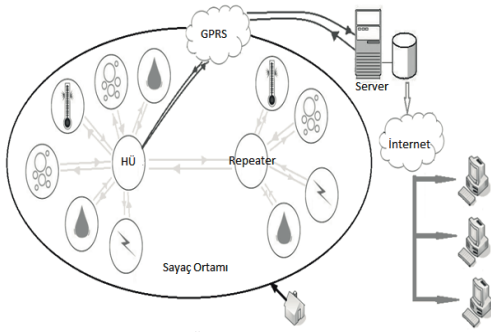 GPRS
Server
İnternet
HÜ
Repeater
Sayaç Ortamı